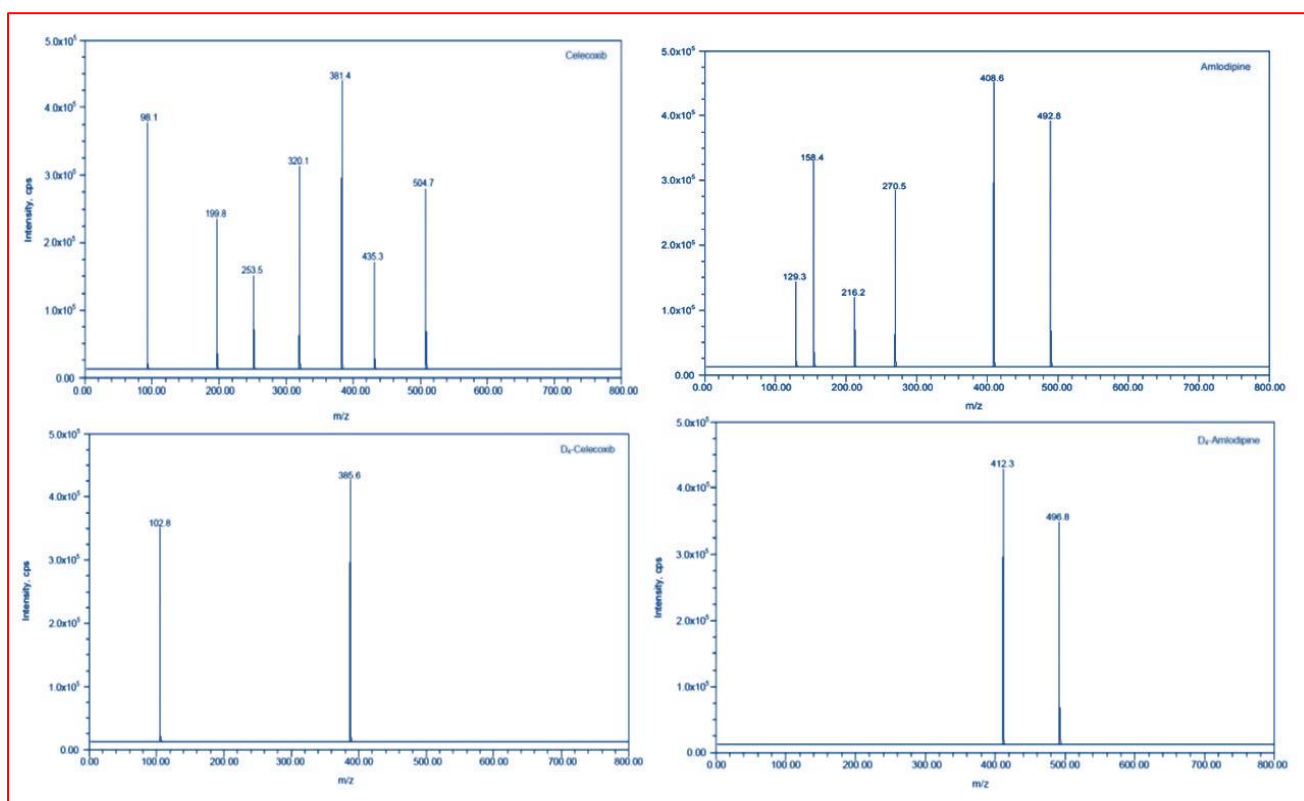 Celecoxib
5.0x10⁵
4.0x10⁵
3.0x10⁵
2.0x10⁵
1.0x10⁵
0.00
Intensity, cps
98.1
199.8
253.5
320.1
381.4
435.3
504.7
0.00 100.00 200.00 300.00 400.00 500.00 600.00 700.00 800.00
m/z
Amlodipine
5.0x10⁵
4.0x10⁵
3.0x10⁵
2.0x10⁵
1.0x10⁵
0.00
Intensity, cps
129.3
158.4
216.2
270.5
408.6
492.8
0.00 100.00 200.00 300.00 400.00 500.00 600.00 700.00 800.00
m/z
D�4-Celecoxib
5.0x10⁵
4.0x10⁵
3.0x10⁵
2.0x10⁵
1.0x10⁵
0.00
Intensity, cps
102.8
385.6
0.00 100.00 200.00 300.00 400.00 500.00 600.00 700.00 800.00
m/z
D₄-Amlodipine
5.0x10⁵
4.0x10⁵
3.0x10⁵
2.0x10⁵
1.0x10⁵
0.00
Intensity, cps
412.3
496.8
0.00 100.00 200.00 300.00 400.00 500.00 600.00 700.00 800.00
m/z